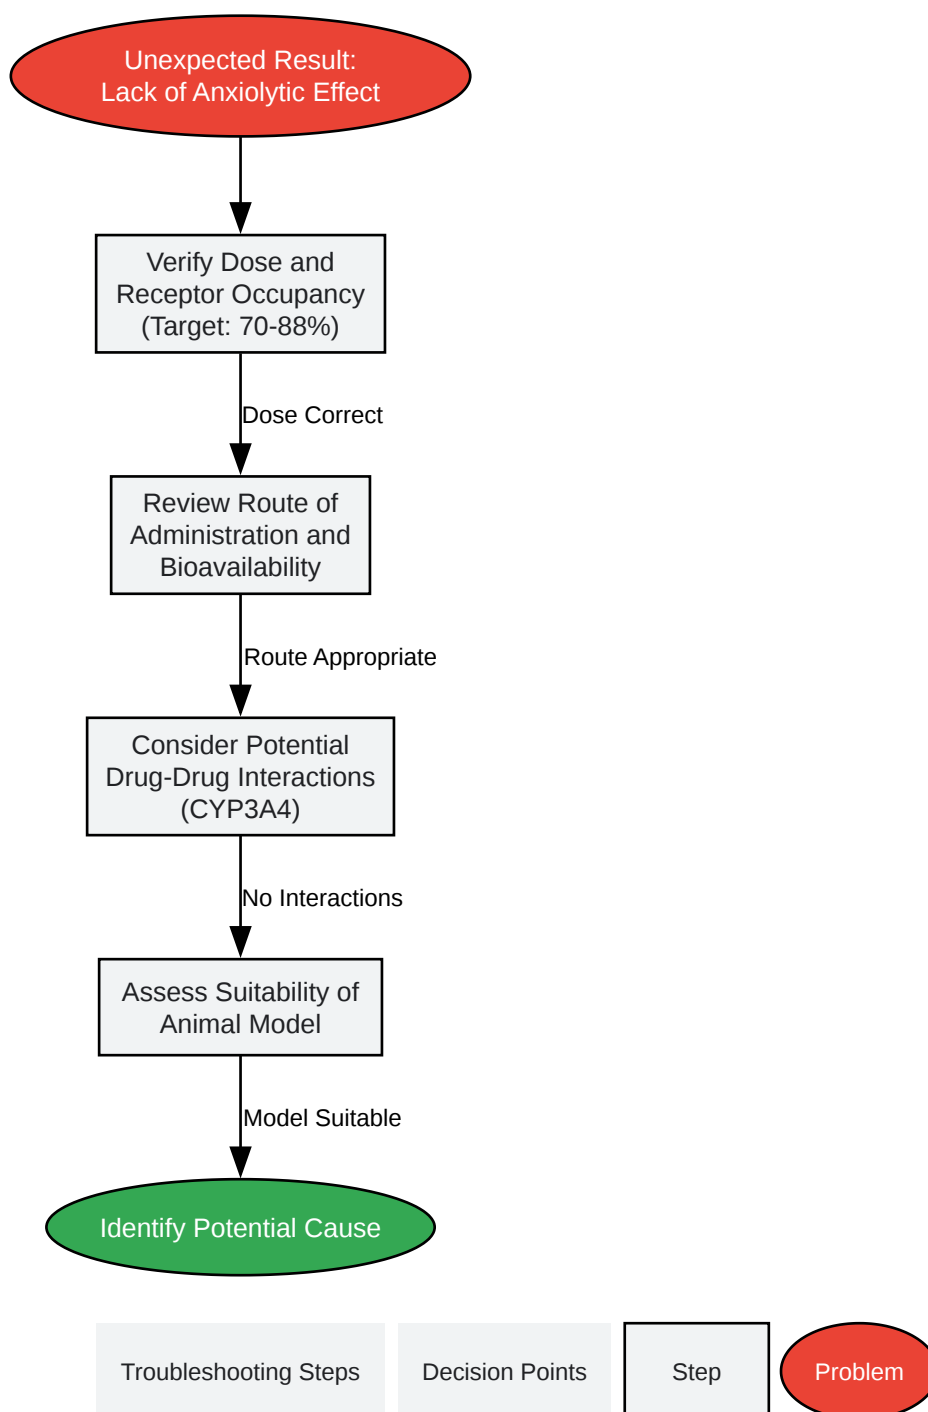 Unexpected Result:
Lack of Anxiolytic Effect
Verify Dose and
Receptor Occupancy
(Target: 70-88%)
Dose Correct
Review Route of
Administration and
Bioavailability
Route Appropriate
Consider Potential
Drug-Drug Interactions
(CYP3A4)
No Interactions
Assess Suitability of
Animal Model
Model Suitable
Identify Potential Cause
Troubleshooting Steps
Decision Points
Step
Problem